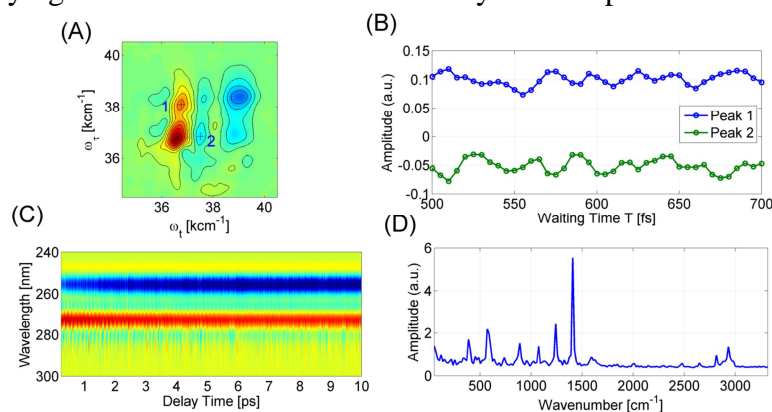 (A)
40
38
36
ω_τ [kcm⁻¹]
1
2
36 38 40
ω_t [kcm⁻¹]
(B)
0.15
0.1
0.05
0
-0.05
-0.1
Amplitude (a.u.)
Peak 1
Peak 2
500 550 600 650 700
Waiting Time T [fs]
(C)
240
260
280
300
Wavelength [nm]
1 2 3 4 5 6 7 8 9 10
Delay Time [ps]
(D)
6
4
2
0
Amplitude (a.u.)
500 1000 1500 2000 2500 3000
Wavenumber [cm⁻¹]